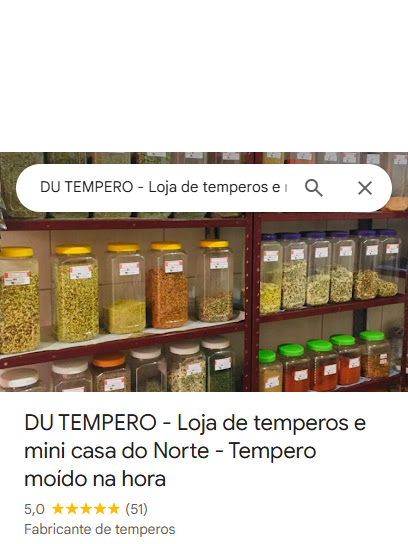 DU TEMPERO - Loja de temperos e
DU TEMPERO - Loja de temperos e
mini casa do Norte - Tempero
moído na hora
5,0 ★★★★★ (51)
Fabricante de temperos